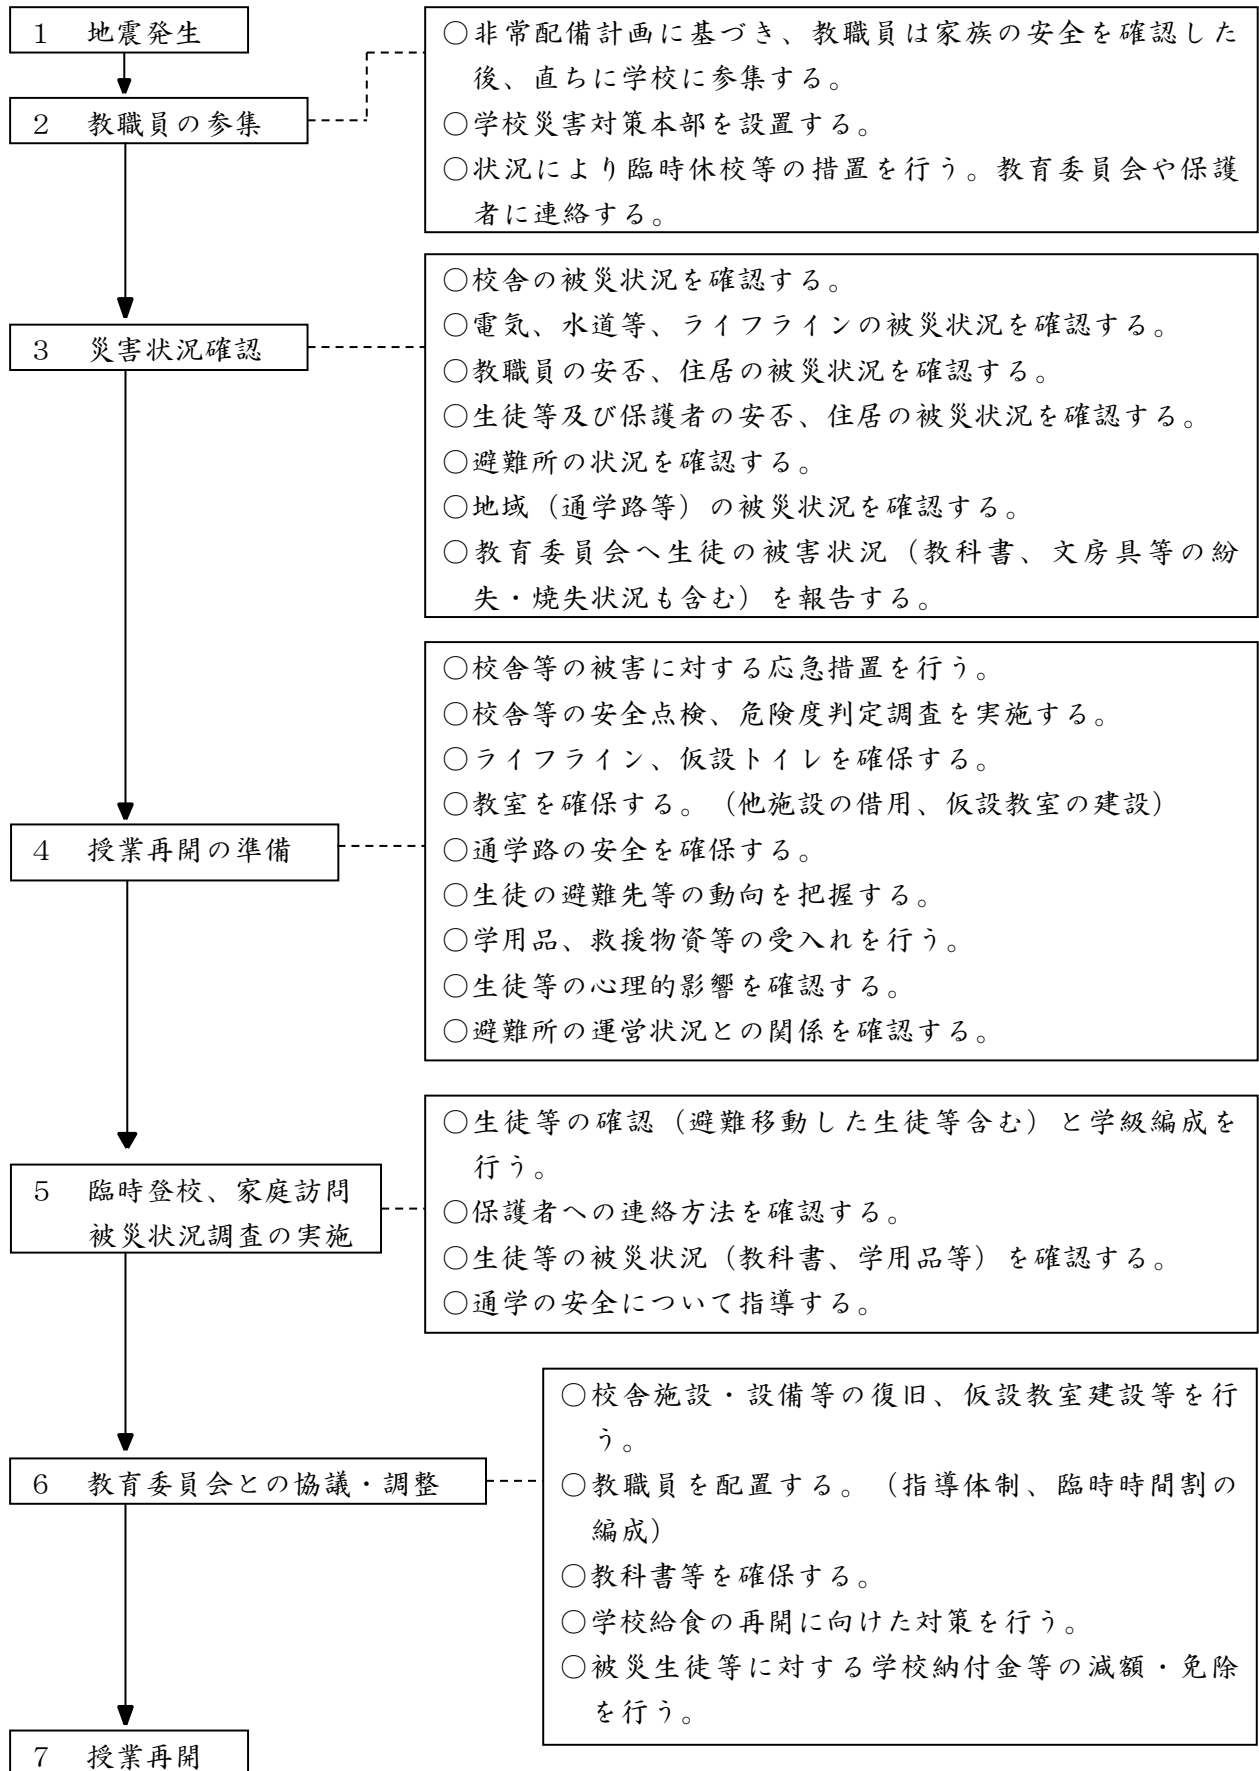 １　地震発生
２　教職員の参集
○非常配備計画に基づき、教職員は家族の安全を確認した
後、直ちに学校に参集する。
○学校災害対策本部を設置する。
○状況により臨時休校等の措置を行う。教育委員会や保護
者に連絡する。
３　災害状況確認
○校舎の被災状況を確認する。
○電気、水道等、ライフラインの被災状況を確認する。
○教職員の安否、住居の被災状況を確認する。
○生徒等及び保護者の安否、住居の被災状況を確認する。
○避難所の状況を確認する。
○地域（通学路等）の被災状況を確認する。
○教育委員会へ生徒の被害状況（教科書、文房具等の紛
失・焼失状況も含む）を報告する。
４　授業再開の準備
○校舎等の被害に対する応急措置を行う。
○校舎等の安全点検、危険度判定調査を実施する。
○ライフライン、仮設トイレを確保する。
○教室を確保する。（他施設の借用、仮設教室の建設）
○通学路の安全を確保する。
○生徒の避難先等の動向を把握する。
○学用品、救援物資等の受入れを行う。
○生徒等の心理的影響を確認する。
○避難所の運営状況との関係を確認する。
５　臨時登校、家庭訪問
被災状況調査の実施
○生徒等の確認（避難移動した生徒等含む）と学級編成を
行う。
○保護者への連絡方法を確認する。
○生徒等の被災状況（教科書、学用品等）を確認する。
○通学の安全について指導する。
６　教育委員会との協議・調整
○校舎施設・設備等の復旧、仮設教室建設等を行
う。
○教職員を配置する。（指導体制、臨時時間割の
編成）
○教科書等を確保する。
○学校給食の再開に向けた対策を行う。
○被災生徒等に対する学校納付金等の減額・免除
を行う。
７　授業再開